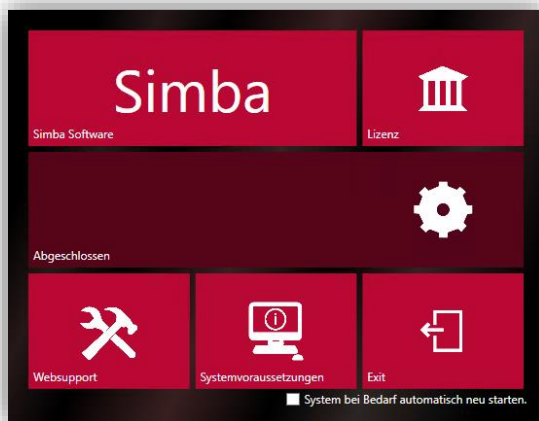 Simba
Simba Software
Lizenz
Abgeschlossen
Websupport
Systemvoraussetzungen
Exit
System bei Bedarf automatisch neu starten.